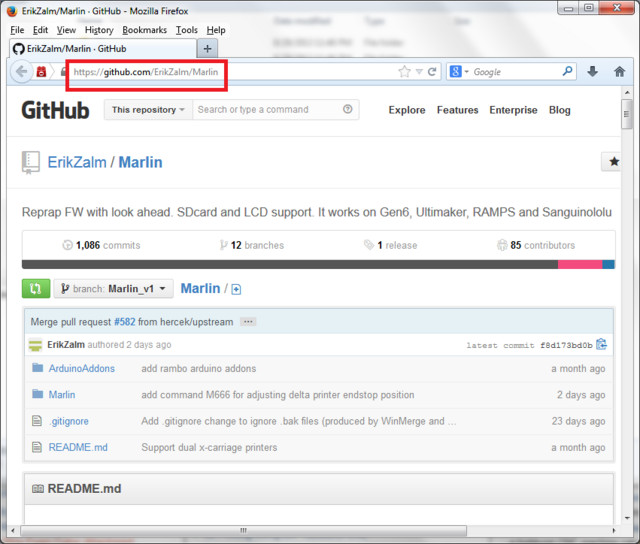 ErikZalm/Marlin · GitHub - Mozilla Firefox
File Edit View History Bookmarks Tools Help
ErikZalm/Marlin · GitHub
https://github.com/ErikZalm/Marlin
Google
GitHub
This repository
Search or type a command
Explore Features Enterprise Blog
ErikZalm / Marlin
Reprap FW with look ahead. SDcard and LCD support. It works on Gen6, Ultimaker, RAMPS and Sanguinololu
1,086 commits 12 branches 1 release 85 contributors
branch: Marlin_v1 Marlin /
Merge pull request #582 from hercek/upstream
ErikZalm authored 2 days ago latest commit f8d173bd0b
ArduinoAddons add rambo arduino addons a month ago
Marlin add command M666 for adjusting delta printer endstop position 2 days ago
.gitignore Add .gitignore change to ignore .bak files (produced by WinMerge and ... 23 days ago
README.md Support dual x-carriage printers a month ago
README.md